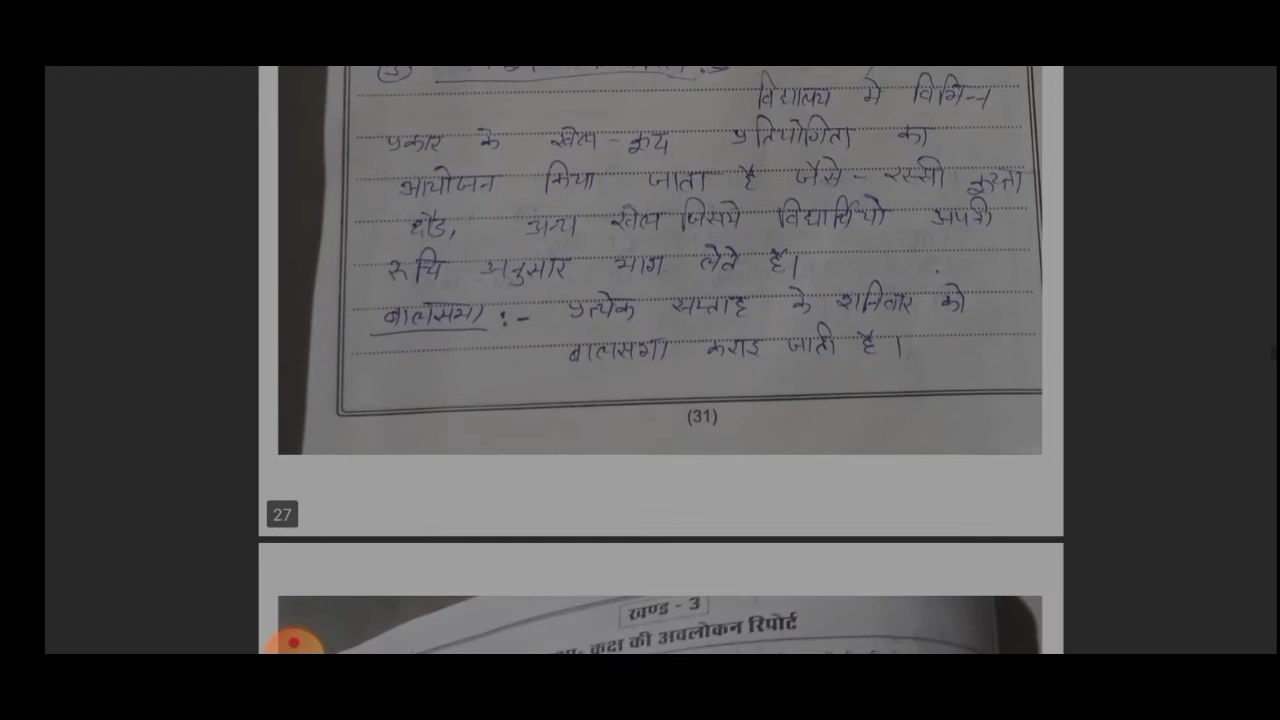 विद्यालय मे विभिन्न
प्रकार के खेल-कूद प्रतियोगिता का
आयोजन किया जाता है जैसे- रस्सी
दौड, अन्य खेल जिसमे विद्यार्थियो अपनी
रूचि अनुसार भाग लेते है।
बालसभा :- प्रत्येक सप्ताह के शनिवार को
बालसभा कराइ जाती है।
(31)
27
खण्ड - 3
कक्ष की अवलोकन रिपोर्ट